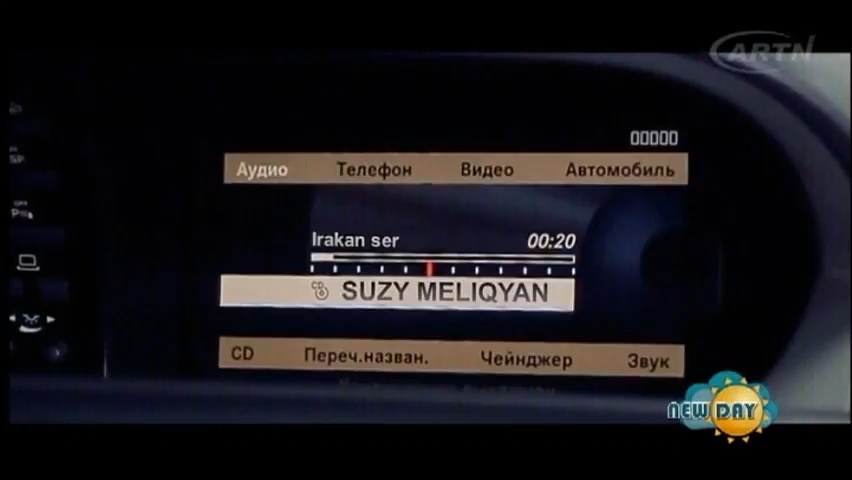 ARTN
00000
Аудио Телефон Видео Автомобиль
Irakan ser 00:20
CD SUZY MELIQYAN
CD Переч.назван. Чейнджер Звук
NEW DAY